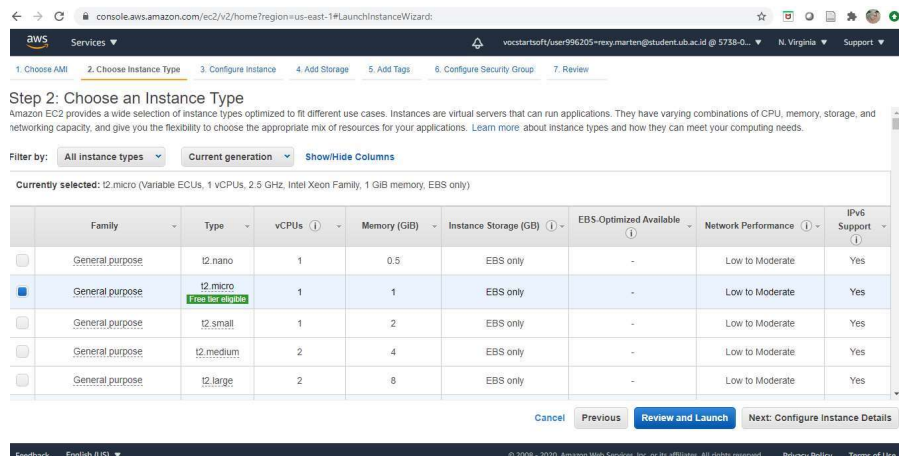 console.aws.amazon.com/ec2/v2/home?region=us-east-1#LaunchInstanceWizard:
aws Services vocstartsoft/user996205=rexy.marten@student.ub.ac.id @ 5738-0... N. Virginia Support
1. Choose AMI 2. Choose Instance Type 3. Configure Instance 4. Add Storage 5. Add Tags 6. Configure Security Group 7. Review
Step 2: Choose an Instance Type
Amazon EC2 provides a wide selection of instance types optimized to fit different use cases. Instances are virtual servers that can run applications. They have varying combinations of CPU, memory, storage, and
networking capacity, and give you the flexibility to choose the appropriate mix of resources for your applications. Learn more about instance types and how they can meet your computing needs.
Filter by: All instance types Current generation Show/Hide Columns
Currently selected: t2.micro (Variable ECUs, 1 vCPUs, 2.5 GHz, Intel Xeon Family, 1 GiB memory, EBS only)
Family Type vCPUs Memory (GiB) Instance Storage (GB) EBS-Optimized Available Network Performance IPv6 Support
General purpose t2.nano 1 0.5 EBS only - Low to Moderate Yes
General purpose t2.micro 1 1 EBS only - Low to Moderate Yes
Free tier eligible
General purpose t2.small 1 2 EBS only - Low to Moderate Yes
General purpose t2.medium 2 4 EBS only - Low to Moderate Yes
General purpose t2.large 2 8 EBS only - Low to Moderate Yes
Cancel Previous Review and Launch Next: Configure Instance Details
Feedback English (US) © 2008 - 2020, Amazon Web Services, Inc. or its affiliates. All rights reserved. Privacy Policy Terms of Use